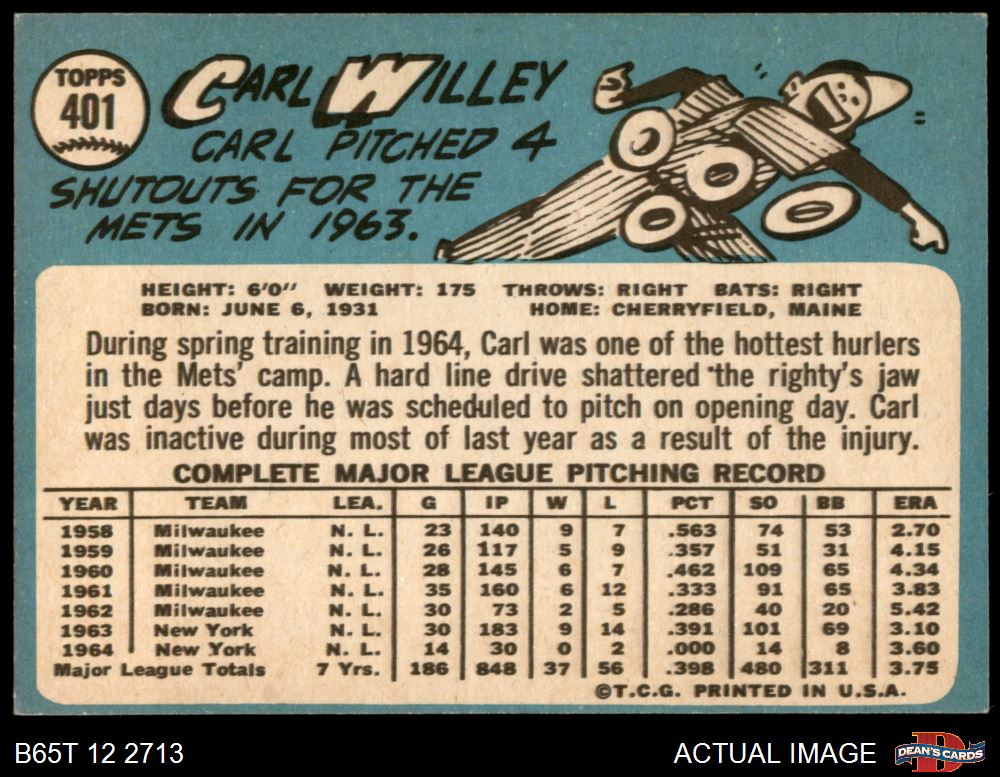 TOPPS
401
CARL WILLEY
CARL PITCHED 4
SHUTOUTS FOR THE
METS IN 1963.
HEIGHT: 6'0" WEIGHT: 175 THROWS: RIGHT BATS: RIGHT
BORN: JUNE 6, 1931 HOME: CHERRYFIELD, MAINE
During spring training in 1964, Carl was one of the hottest hurlers
in the Mets' camp. A hard line drive shattered the righty's jaw
just days before he was scheduled to pitch on opening day. Carl
was inactive during most of last year as a result of the injury.
COMPLETE MAJOR LEAGUE PITCHING RECORD
YEAR TEAM LEA. G IP W L PCT SO BB ERA
1958 Milwaukee N. L. 23 140 9 7 .563 74 53 2.70
1959 Milwaukee N. L. 26 117 5 9 .357 51 31 4.15
1960 Milwaukee N. L. 28 145 6 7 .462 109 65 4.34
1961 Milwaukee N. L. 35 160 6 12 .333 91 65 3.83
1962 Milwaukee N. L. 30 73 2 5 .286 40 20 5.42
1963 New York N. L. 30 183 9 14 .391 101 69 3.10
1964 New York N. L. 14 30 0 2 .000 14 8 3.60
Major League Totals 7 Yrs. 186 848 37 56 .398 480 311 3.75
©T.C.G. PRINTED IN U.S.A.
B65T 12 2713 ACTUAL IMAGE
D
DEAN'S CARDS